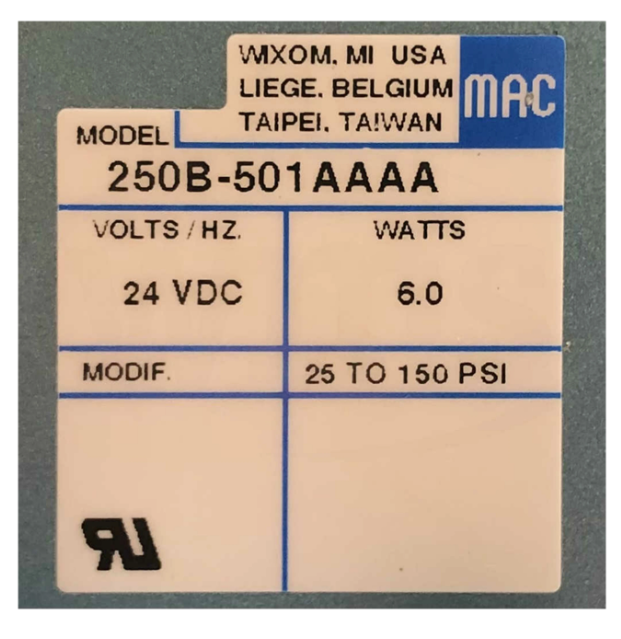 WIXOM, MI USA
LIEGE, BELGIUM
TAIPEI, TAIWAN
MAC
MODEL
250B-501AAAA
VOLTS / HZ.
WATTS
24 VDC
6.0
MODIF.
25 TO 150 PSI
RU